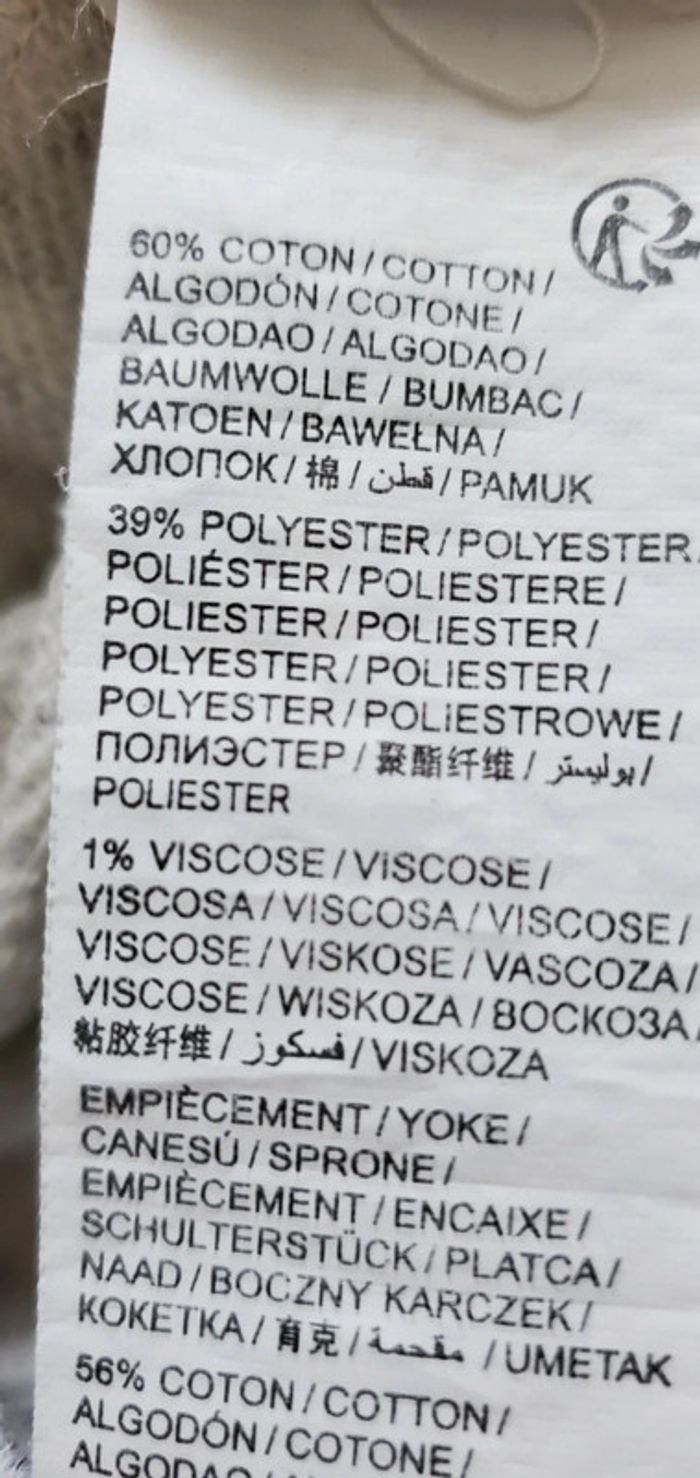 60% COTON / COTTON /
ALGODÓN / COTONE /
ALGODAO / ALGODAO /
BAUMWOLLE / BUMBAC /
KATOEN / BAWEŁNA /
ХЛОПОК / 棉 / قطن / PAMUK
39% POLYESTER / POLYESTER
POLIÉSTER / POLIESTERE /
POLIESTER / POLIESTER /
POLYESTER / POLIESTER /
POLYESTER / POLIESTROWE /
ПОЛИЭСТЕР / 聚酯纤维 / بوليستر /
POLIESTER
1% VISCOSE / VISCOSE /
VISCOSA / VISCOSA / VISCOSE /
VISCOSE / VISKOSE / VASCOZA /
VISCOSE / WISKOZA / ВОСКОЗА
粘胶纤维 / فسكوز / VISKOZA
EMPIÈCEMENT / YOKE /
CANESÚ / SPRONE /
EMPIÈCEMENT / ENCAIXE /
SCHULTERSTÜCK / PLATCA /
NAAD / BOCZNY KARCZEK /
КОКЕТКА / 育克 / مقدمة / UMETAK
56% COTON / COTTON /
ALGODÓN / COTONE /
ALGODAO /